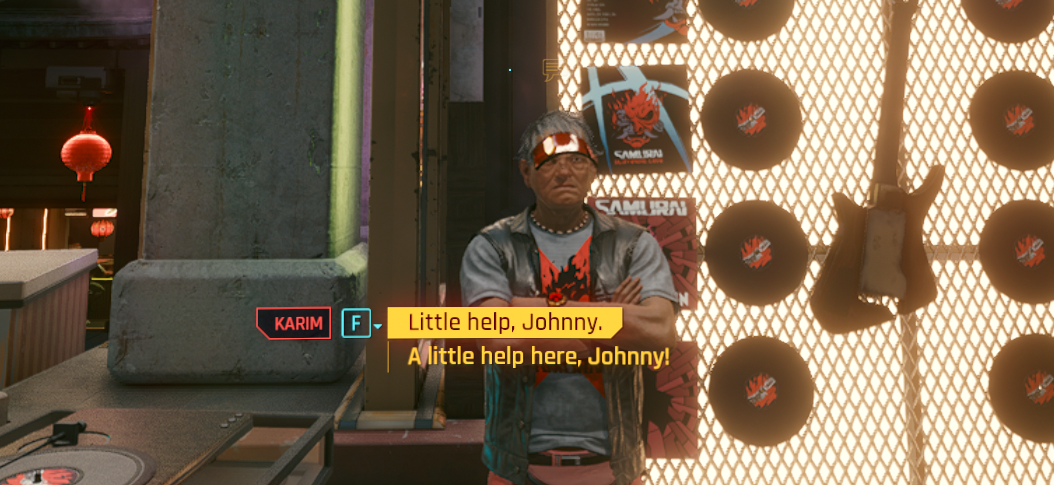 SAMURAI
SAMURAI
KARIM
F
Little help, Johnny.
A little help here, Johnny!